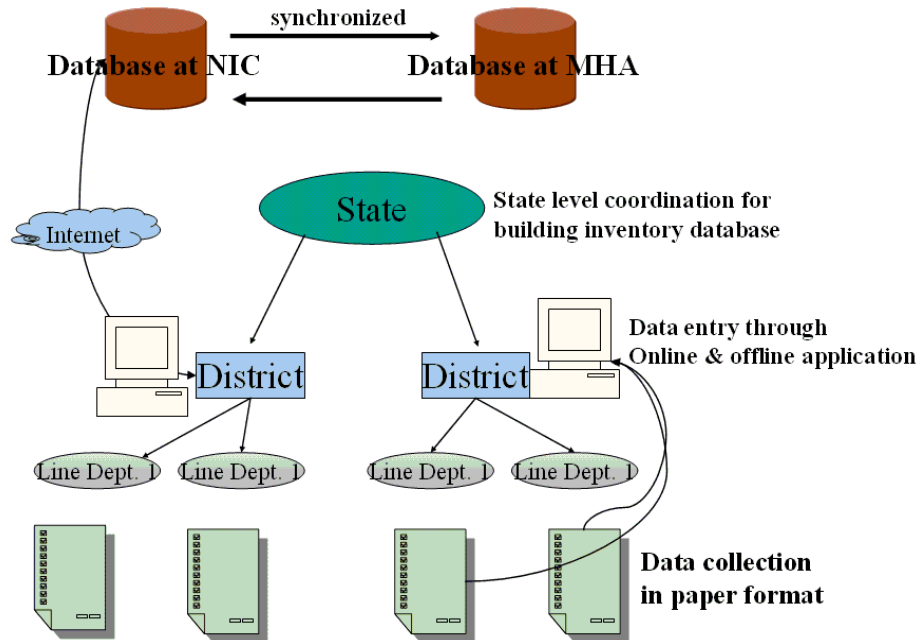 synchronized
Database at NIC
Database at MHA
State
State level coordination for
building inventory database
Internet
Data entry through
Online & offline application
District
District
Line Dept. 1
Line Dept. 1
Line Dept. 1
Line Dept. 1
Data collection
in paper format